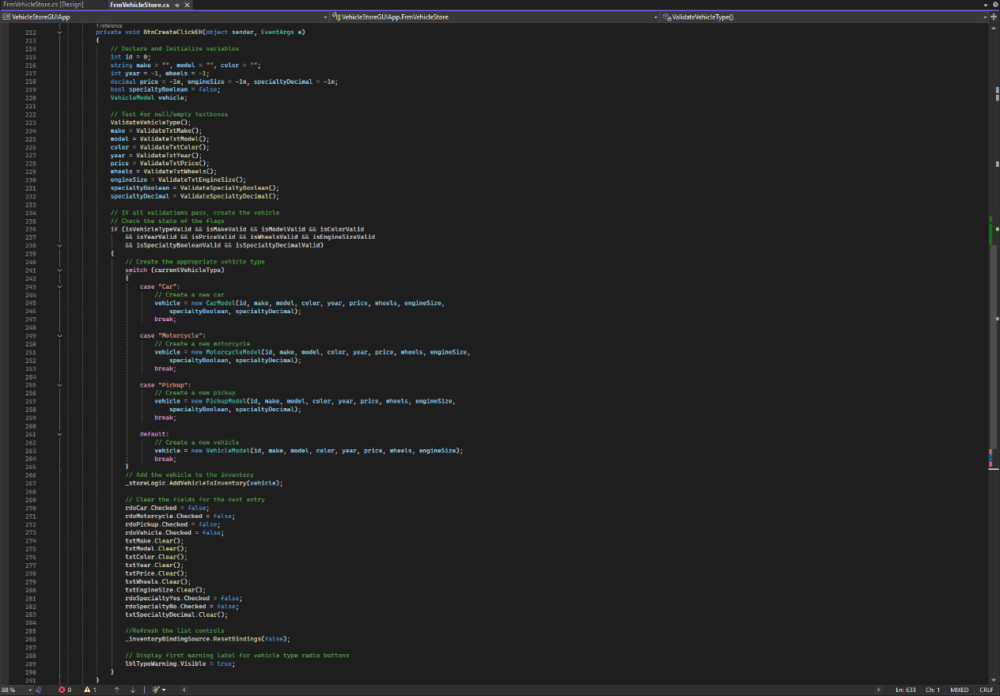 FrmVehicleStore.cs [Design]
FrmVehicleStore.cs
VehicleStoreGUIApp
VehicleStoreGUIApp.FrmVehicleStore
ValidateVehicleType()
1 reference
212 private void BtnCreateClickEH(object sender, EventArgs e)
213 {
214 // Declare and Initialize variables
215 int id = 0;
216 string make = "", model = "", color = "";
217 int year = -1, wheels = -1;
218 decimal price = -1m, engineSize = -1m, specialtyDecimal = -1m;
219 bool specialtyBoolean = false;
220 VehicleModel vehicle;
221
222 // Test for null/empty textboxes
223 ValidateVehicleType();
224 make = ValidateTxtMake();
225 model = ValidateTxtModel();
226 color = ValidateTxtColor();
227 year = ValidateTxtYear();
228 price = ValidateTxtPrice();
229 wheels = ValidateTxtWheels();
230 engineSize = ValidateTxtEngineSize();
231 specialtyBoolean = ValidateSpecialtyBoolean();
232 specialtyDecimal = ValidateSpecialtyDecimal();
233
234 // If all validations pass, create the vehicle
235 // Check the state of the flags
236 if (isVehicleTypeValid && isMakeValid && isModelValid && isColorValid
237 && isYearValid && isPriceValid && isWheelsValid && isEngineSizeValid
238 && isSpecialtyBooleanValid && isSpecialtyDecimalValid)
239 {
240 // Create the appropriate vehicle type
241 switch (currentVehicleType)
242 {
243 case "Car":
244 // Create a new car
245 vehicle = new CarModel(id, make, model, color, year, price, wheels, engineSize,
246 specialtyBoolean, specialtyDecimal);
247 break;
248
249 case "Motorcycle":
250 // Create a new motorcycle
251 vehicle = new MotorcycleModel(id, make, model, color, year, price, wheels, engineSize,
252 specialtyBoolean, specialtyDecimal);
253 break;
254
255 case "Pickup":
256 // Create a new pickup
257 vehicle = new PickupModel(id, make, model, color, year, price, wheels, engineSize,
258 specialtyBoolean, specialtyDecimal);
259 break;
260
261 default:
262 // Create a new vehicle
263 vehicle = new VehicleModel(id, make, model, color, year, price, wheels, engineSize);
264 break;
265 }
266 // Add the vehicle to the inventory
267 _storeLogic.AddVehicleToInventory(vehicle);
268
269 // Clear the fields for the next entry
270 rdoCar.Checked = false;
271 rdoMotorcycle.Checked = false;
272 rdoPickup.Checked = false;
273 rdoVehicle.Checked = false;
274 txtMake.Clear();
275 txtModel.Clear();
276 txtColor.Clear();
277 txtYear.Clear();
278 txtPrice.Clear();
279 txtWheels.Clear();
280 txtEngineSize.Clear();
281 rdoSpecialtyYes.Checked = false;
282 rdoSpecialtyNo.Checked = false;
283 txtSpecialtyDecimal.Clear();
284
285 //Refresh the list controls
286 _inventoryBindingSource.ResetBindings(false);
287
288 // Display first warning label for vehicle type radio buttons
289 lblTypeWarning.Visible = true;
290 }
291 }
88 % 0 1 Ln: 633 Ch: 1 MIXED CRLF